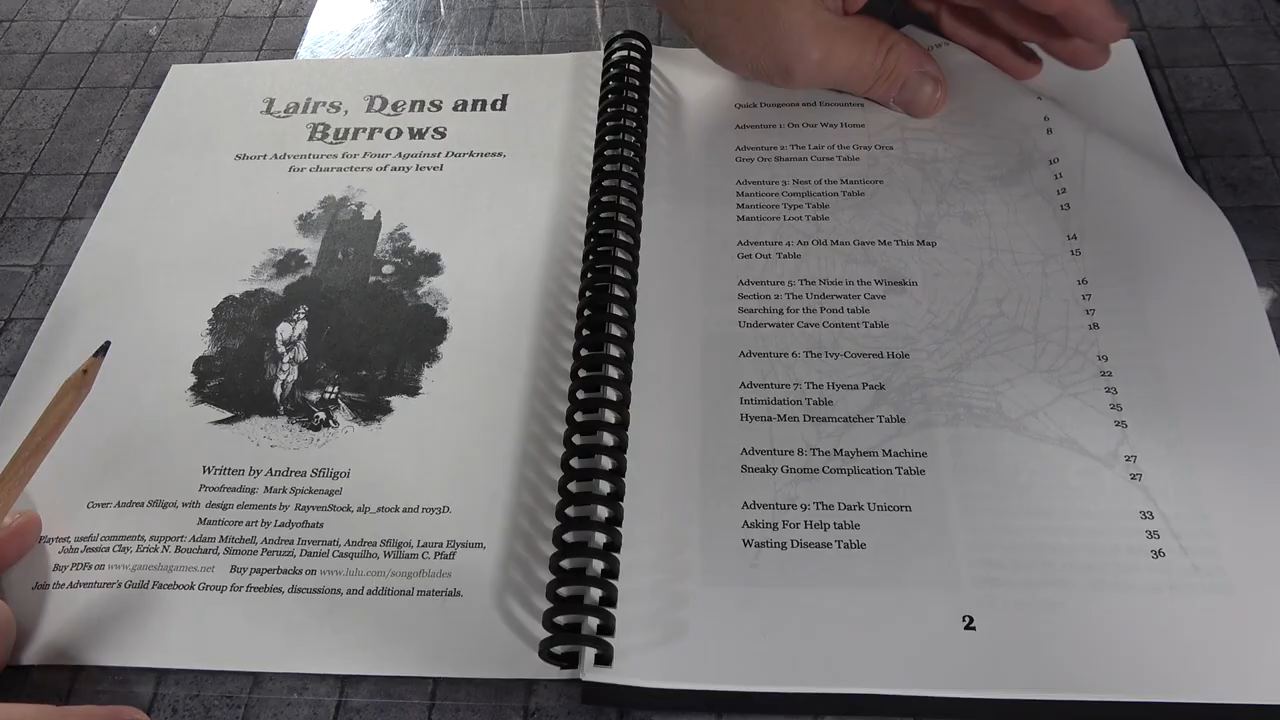 Lairs, Dens and
Burrows
Short Adventures for Four Against Darkness,
for characters of any level
Written by Andrea Sfiligoi
Proofreading: Mark Spickenagel
Cover: Andrea Sfiligoi, with design elements by RayvenStock, alp_stock and roy3D.
Manticore art by Ladyofhats
Playtest, useful comments, support: Adam Mitchell, Andrea Invernati, Andrea Sfiligoi, Laura Elysium,
John Jessica Clay, Erick N. Bouchard, Simone Peruzzi, Daniel Casquilho, William C. Pfaff
Buy PDFs on www.ganeshagames.net Buy paperbacks on www.lulu.com/songofblades
Join the Adventurer's Guild Facebook Group for freebies, discussions, and additional materials.
Quick Dungeons and Encounters
Adventure 1: On Our Way Home 6
8
Adventure 2: The Lair of the Gray Orcs
Grey Orc Shaman Curse Table 10
Adventure 3: Nest of the Manticore 11
Manticore Complication Table 12
Manticore Type Table 13
Manticore Loot Table
Adventure 4: An Old Man Gave Me This Map 14
Get Out Table 15
Adventure 5: The Nixie in the Wineskin 16
Section 2: The Underwater Cave 17
Searching for the Pond table 17
Underwater Cave Content Table 18
Adventure 6: The Ivy-Covered Hole 19
22
Adventure 7: The Hyena Pack 23
Intimidation Table 25
Hyena-Men Dreamcatcher Table 25
Adventure 8: The Mayhem Machine 27
Sneaky Gnome Complication Table 27
Adventure 9: The Dark Unicorn 33
Asking For Help table 35
Wasting Disease Table 36
2